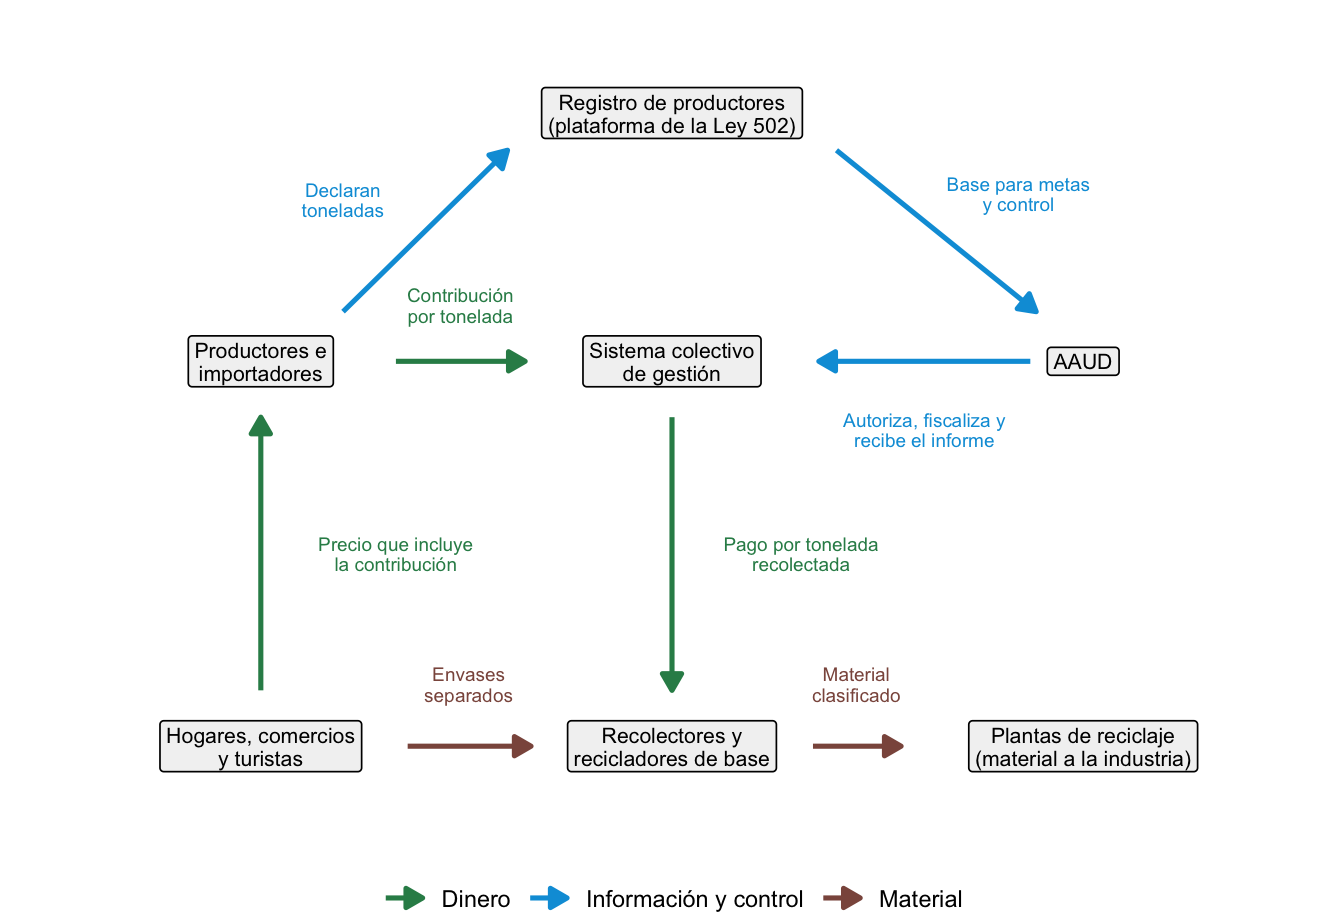 Registro de productores
(plataforma de la Ley 502)
Declaran
toneladas
Base para metas
y control
Contribución
por tonelada
Productores e
importadores
Sistema colectivo
de gestión
AAUD
Autoriza, fiscaliza y
recibe el informe
Precio que incluye
la contribución
Pago por tonelada
recolectada
Envases
separados
Material
clasificado
Hogares, comercios
y turistas
Recolectores y
recicladores de base
Plantas de reciclaje
(material a la industria)
Dinero
Información y control
Material